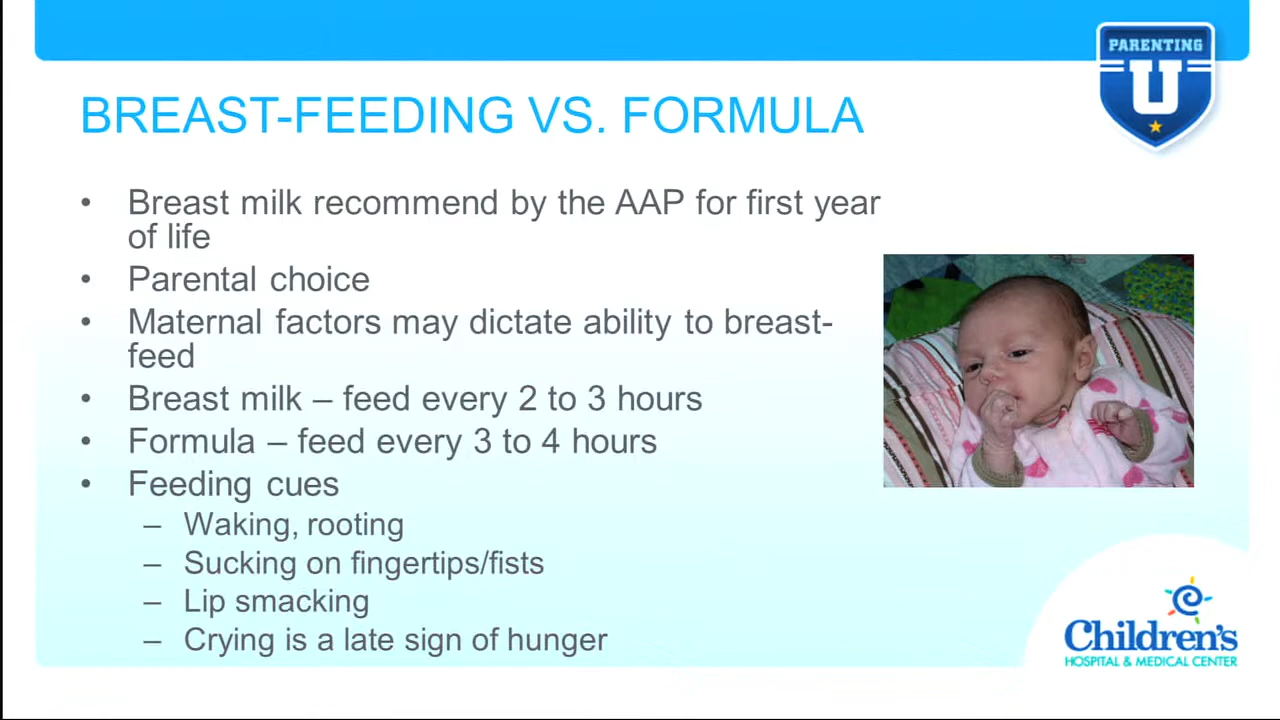 PARENTING
U
BREAST-FEEDING VS. FORMULA
• Breast milk recommend by the AAP for first year
of life
• Parental choice
• Maternal factors may dictate ability to breast-
feed
• Breast milk – feed every 2 to 3 hours
• Formula – feed every 3 to 4 hours
• Feeding cues
– Waking, rooting
– Sucking on fingertips/fists
– Lip smacking
– Crying is a late sign of hunger
Children's
HOSPITAL & MEDICAL CENTER